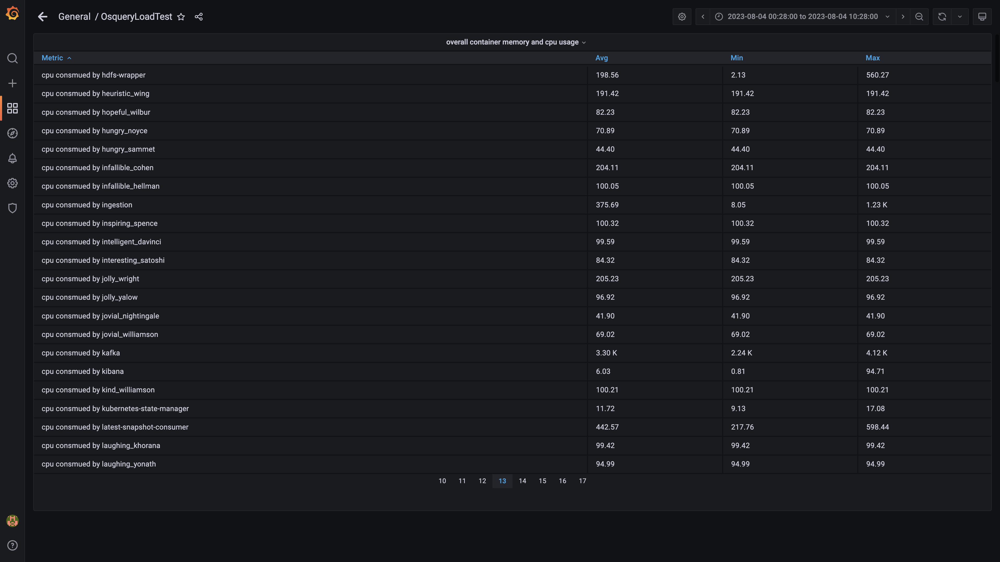 General / OsqueryLoadTest
2023-08-04 00:28:00 to 2023-08-04 10:28:00
overall container memory and cpu usage
Metric Avg Min Max
cpu consmued by hdfs-wrapper 198.56 2.13 560.27
cpu consmued by heuristic_wing 191.42 191.42 191.42
cpu consmued by hopeful_wilbur 82.23 82.23 82.23
cpu consmued by hungry_noyce 70.89 70.89 70.89
cpu consmued by hungry_sammet 44.40 44.40 44.40
cpu consmued by infallible_cohen 204.11 204.11 204.11
cpu consmued by infallible_hellman 100.05 100.05 100.05
cpu consmued by ingestion 375.69 8.05 1.23 K
cpu consmued by inspiring_spence 100.32 100.32 100.32
cpu consmued by intelligent_davinci 99.59 99.59 99.59
cpu consmued by interesting_satoshi 84.32 84.32 84.32
cpu consmued by jolly_wright 205.23 205.23 205.23
cpu consmued by jolly_yalow 96.92 96.92 96.92
cpu consmued by jovial_nightingale 41.90 41.90 41.90
cpu consmued by jovial_williamson 69.02 69.02 69.02
cpu consmued by kafka 3.30 K 2.24 K 4.12 K
cpu consmued by kibana 6.03 0.81 94.71
cpu consmued by kind_williamson 100.21 100.21 100.21
cpu consmued by kubernetes-state-manager 11.72 9.13 17.08
cpu consmued by latest-snapshot-consumer 442.57 217.76 598.44
cpu consmued by laughing_khorana 99.42 99.42 99.42
cpu consmued by laughing_yonath 94.99 94.99 94.99
10 11 12 13 14 15 16 17